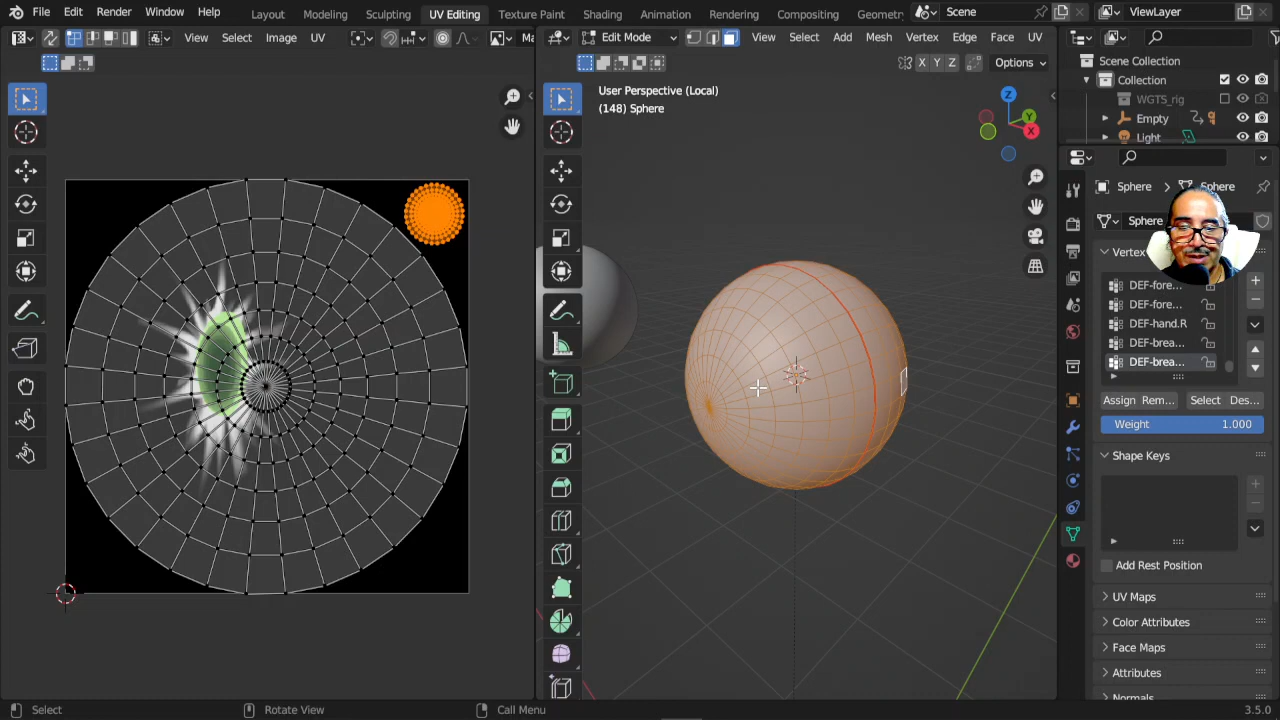 File Edit Render Window Help Layout Modeling Sculpting UV Editing Texture Paint Shading Animation Rendering Compositing Geometry Scene ViewLayer
View Select Image UV Ma Edit Mode View Select Add Mesh Vertex Edge Face UV
X Y Z Options
User Perspective (Local)
(148) Sphere
Z
Y
X
Scene Collection
Collection
WGTS_rig
Empty
Light
Sphere Sphere
Sphere
Vertex
DEF-fore...
DEF-fore...
DEF-hand.R
DEF-brea...
DEF-brea...
Assign Rem... Select Des...
Weight 1.000
Shape Keys
Add Rest Position
UV Maps
Color Attributes
Face Maps
Attributes
Normals
Select Rotate View Call Menu 3.5.0